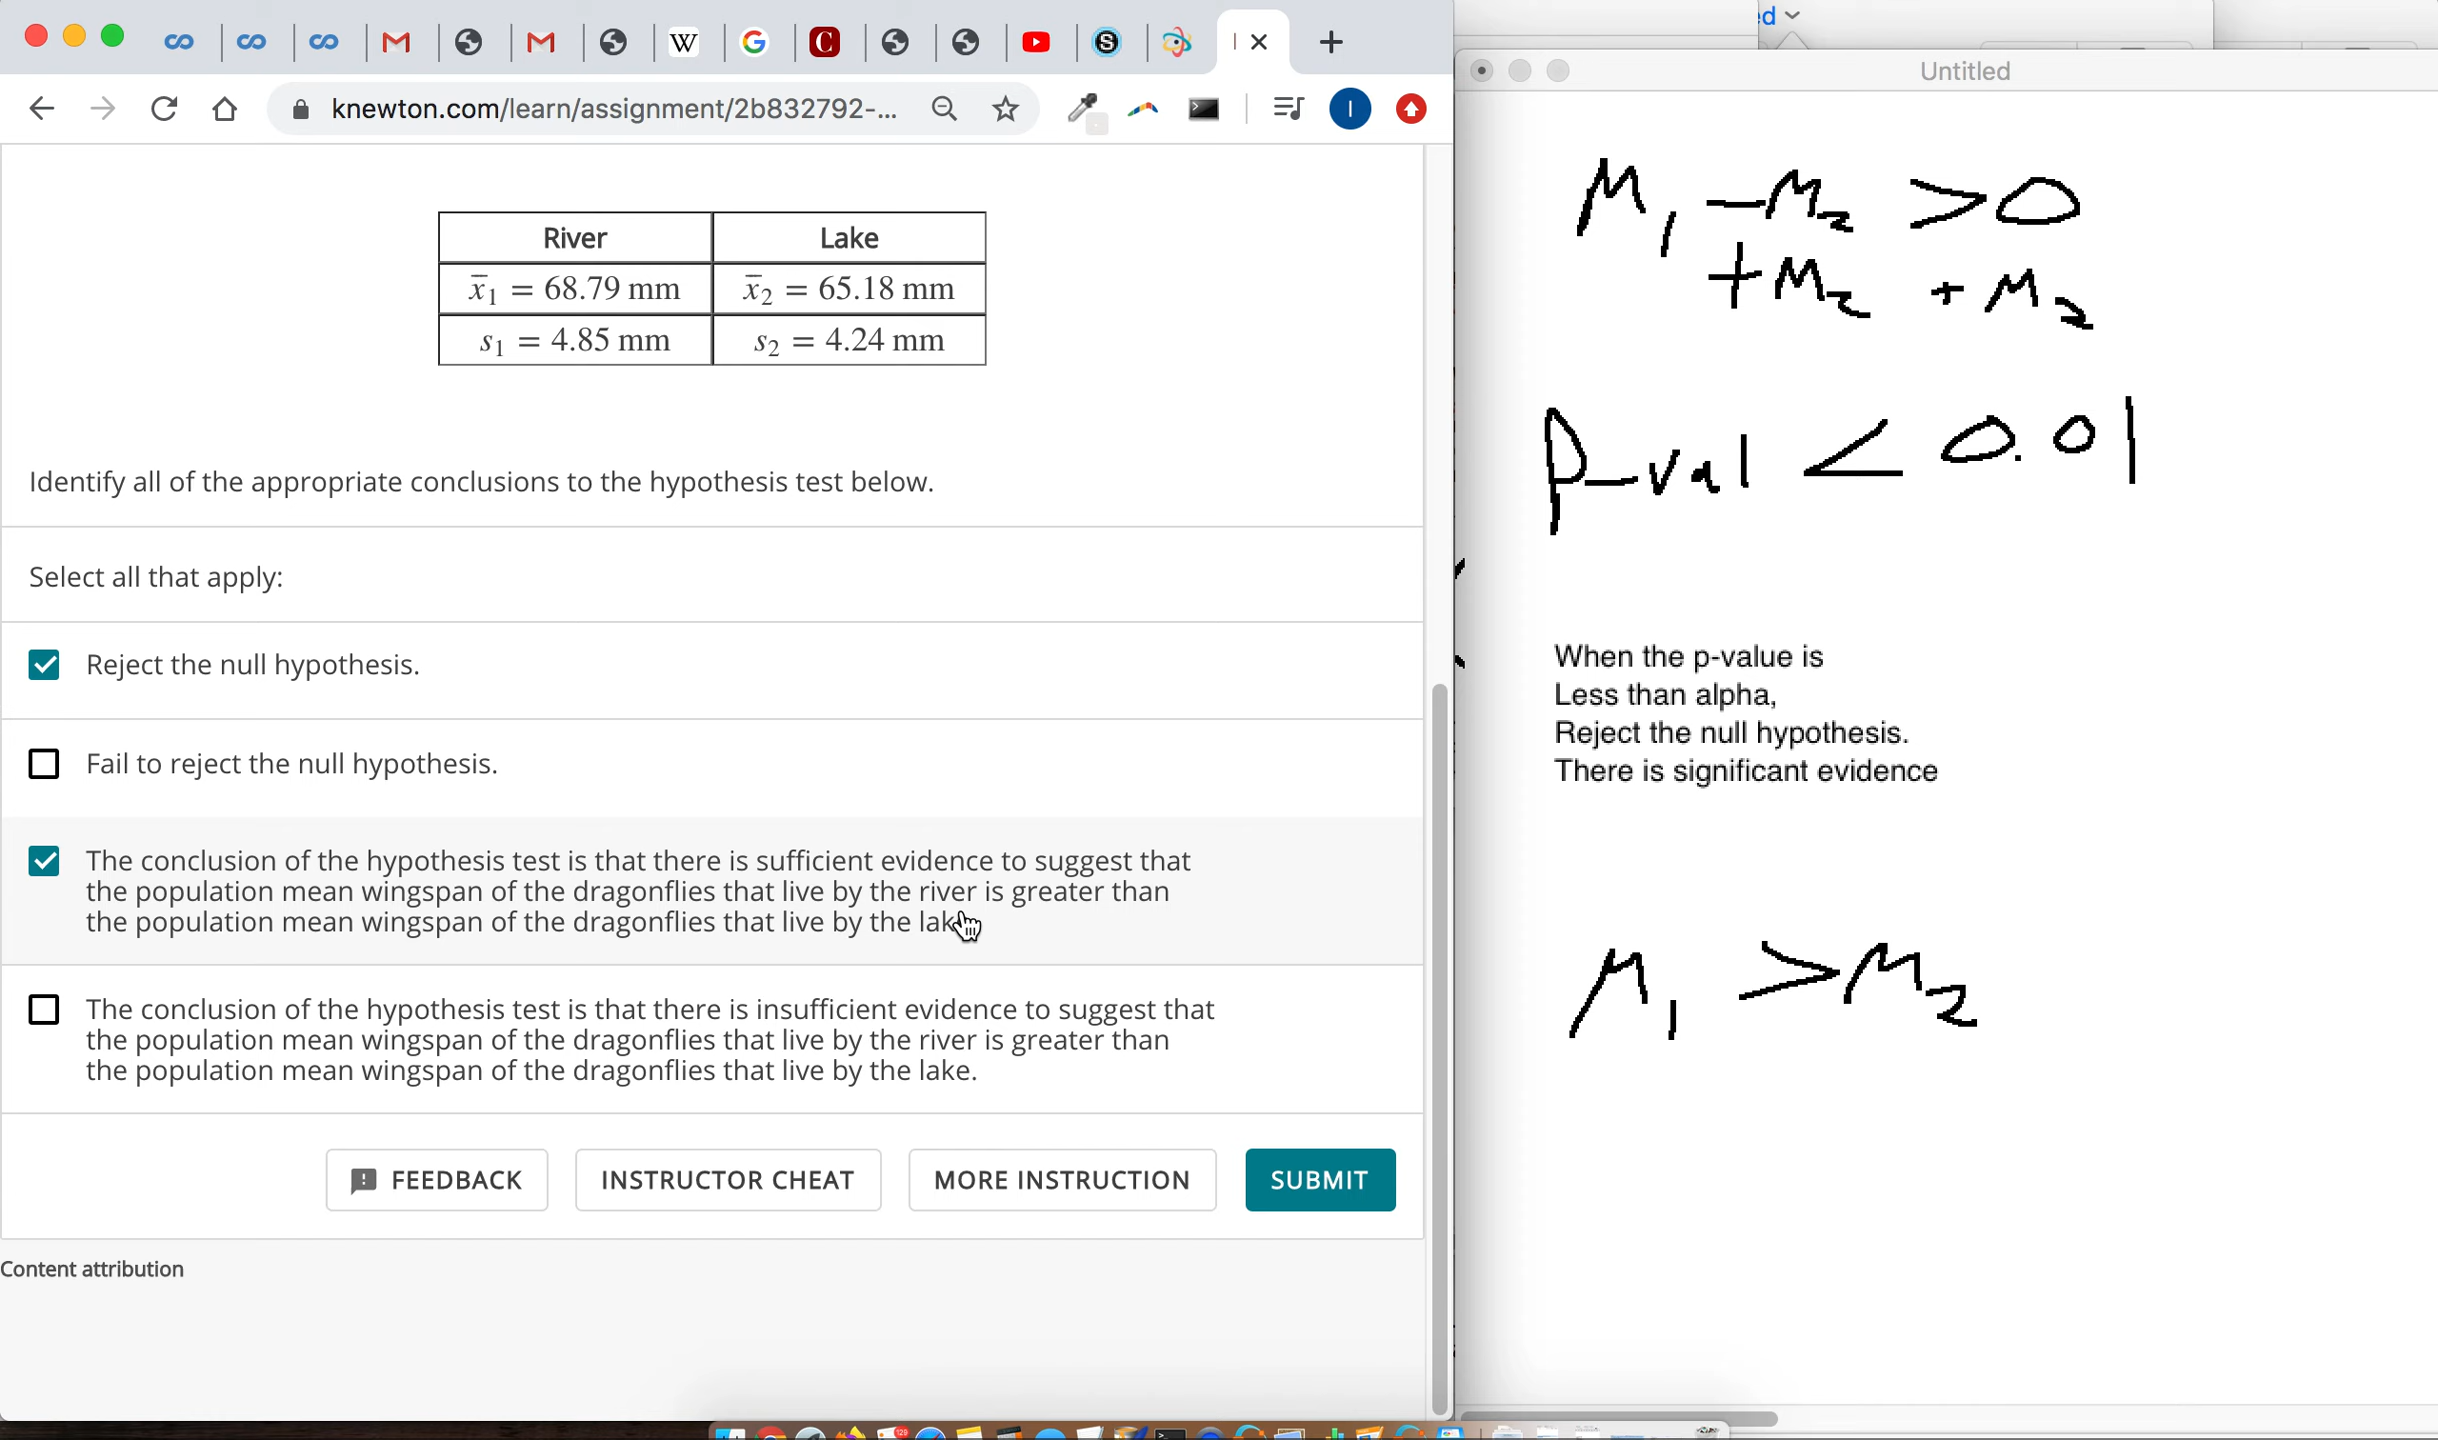 ed
Untitled
knewton.com/learn/assignment/2b832792-...
I
River	Lake
x̄₁ = 68.79 mm	x̄₂ = 65.18 mm
s₁ = 4.85 mm	s₂ = 4.24 mm
Identify all of the appropriate conclusions to the hypothesis test below.
Select all that apply:
Reject the null hypothesis.
Fail to reject the null hypothesis.
The conclusion of the hypothesis test is that there is sufficient evidence to suggest that
the population mean wingspan of the dragonflies that live by the river is greater than
the population mean wingspan of the dragonflies that live by the lak
The conclusion of the hypothesis test is that there is insufficient evidence to suggest that
the population mean wingspan of the dragonflies that live by the river is greater than
the population mean wingspan of the dragonflies that live by the lake.
FEEDBACK
INSTRUCTOR CHEAT
MORE INSTRUCTION
SUBMIT
Content attribution
μ₁ - μ₂ > 0
+ μ₂ + μ₂
p-val < 0.01
When the p-value is
Less than alpha,
Reject the null hypothesis.
There is significant evidence
μ₁ > μ₂